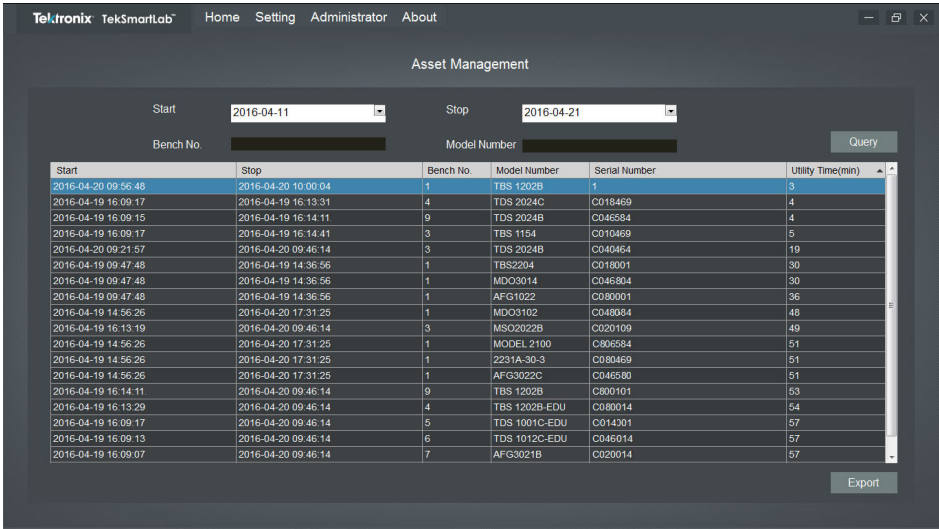 Tektronix TekSmartLab™ Home Setting Administrator About
Asset Management
Start 2016-04-11 Stop 2016-04-21
Bench No. Model Number Query
Start Stop Bench No. Model Number Serial Number Utility Time(min)
2016-04-20 09:56:48 2016-04-20 10:00:04 1 TBS 1202B 1 3
2016-04-19 16:09:17 2016-04-19 16:13:31 4 TDS 2024C C018469 4
2016-04-19 16:09:15 2016-04-19 16:14:11 9 TDS 2024B C046584 4
2016-04-19 16:09:17 2016-04-19 16:14:41 3 TBS 1154 C010469 5
2016-04-20 09:21:57 2016-04-20 09:46:14 3 TDS 2024B C040464 19
2016-04-19 09:47:48 2016-04-19 14:36:56 1 TBS2204 C018001 30
2016-04-19 09:47:48 2016-04-19 14:36:56 1 MDO3014 C046804 30
2016-04-19 09:47:48 2016-04-19 14:36:56 1 AFG1022 C080001 36
2016-04-19 14:56:26 2016-04-20 17:31:25 1 MDO3102 C048084 48
2016-04-19 16:13:19 2016-04-20 09:46:14 3 MSO2022B C020109 49
2016-04-19 14:56:26 2016-04-20 17:31:25 1 MODEL 2100 C806584 51
2016-04-19 14:56:26 2016-04-20 17:31:25 1 2231A-30-3 C080469 51
2016-04-19 14:56:26 2016-04-20 17:31:25 1 AFG3022C C046580 51
2016-04-19 16:14:11 2016-04-20 09:46:14 9 TBS 1202B C800101 53
2016-04-19 16:13:29 2016-04-20 09:46:14 4 TBS 1202B-EDU C080014 54
2016-04-19 16:09:17 2016-04-20 09:46:14 5 TDS 1001C-EDU C014001 57
2016-04-19 16:09:13 2016-04-20 09:46:14 6 TDS 1012C-EDU C046014 57
2016-04-19 16:09:07 2016-04-20 09:46:14 7 AFG3021B C020014 57
Export